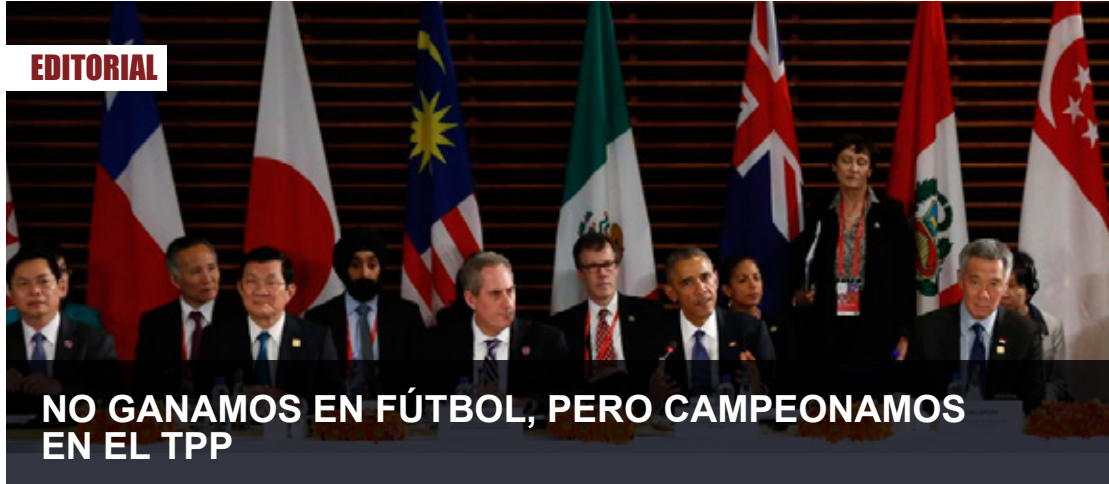 EDITORIAL
NO GANAMOS EN FÚTBOL, PERO CAMPEONAMOS
EN EL TPP